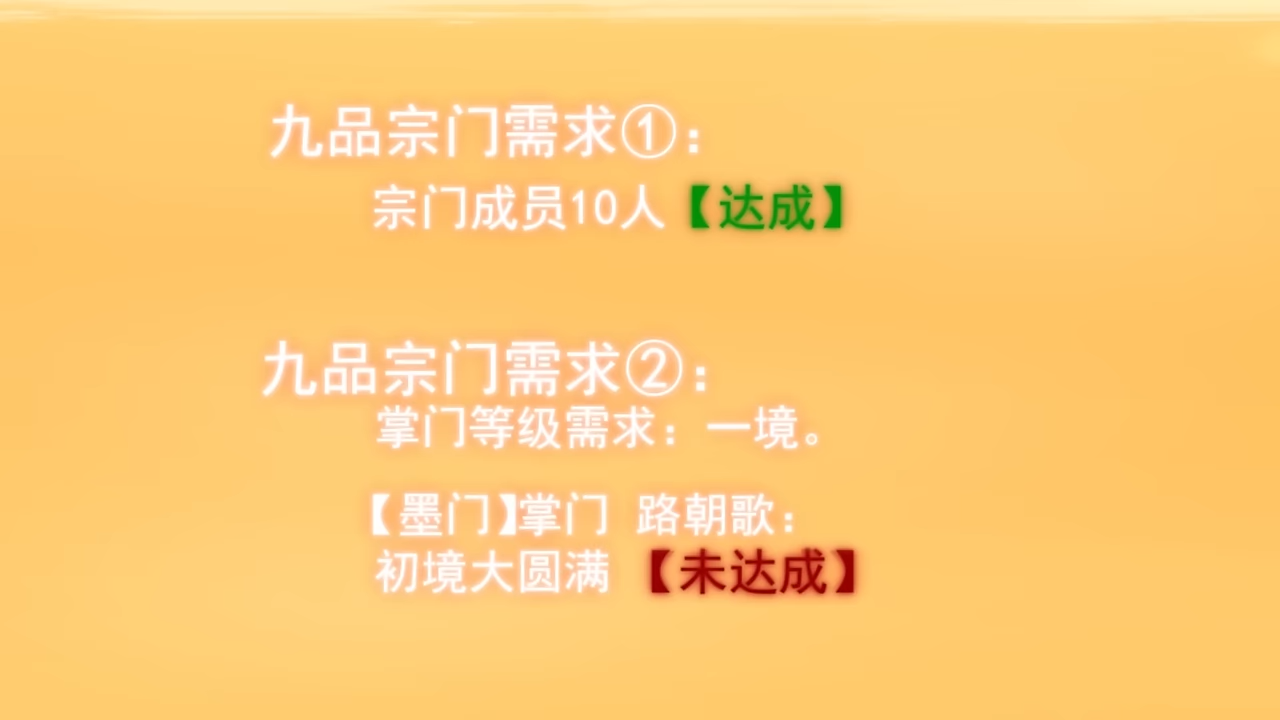 九品宗门需求①：
宗门成员10人【达成】
九品宗门需求②：
掌门等级需求：一境。
【墨门】掌门 路朝歌：
初境大圆满 【未达成】